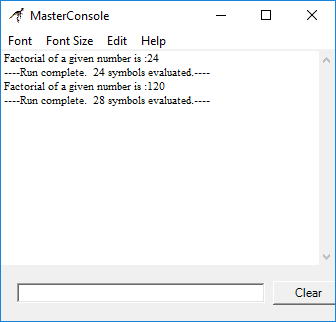 MasterConsole
Font Font Size Edit Help
Factorial of a given number is :24
----Run complete. 24 symbols evaluated.----
Factorial of a given number is :120
----Run complete. 28 symbols evaluated.----
Clear